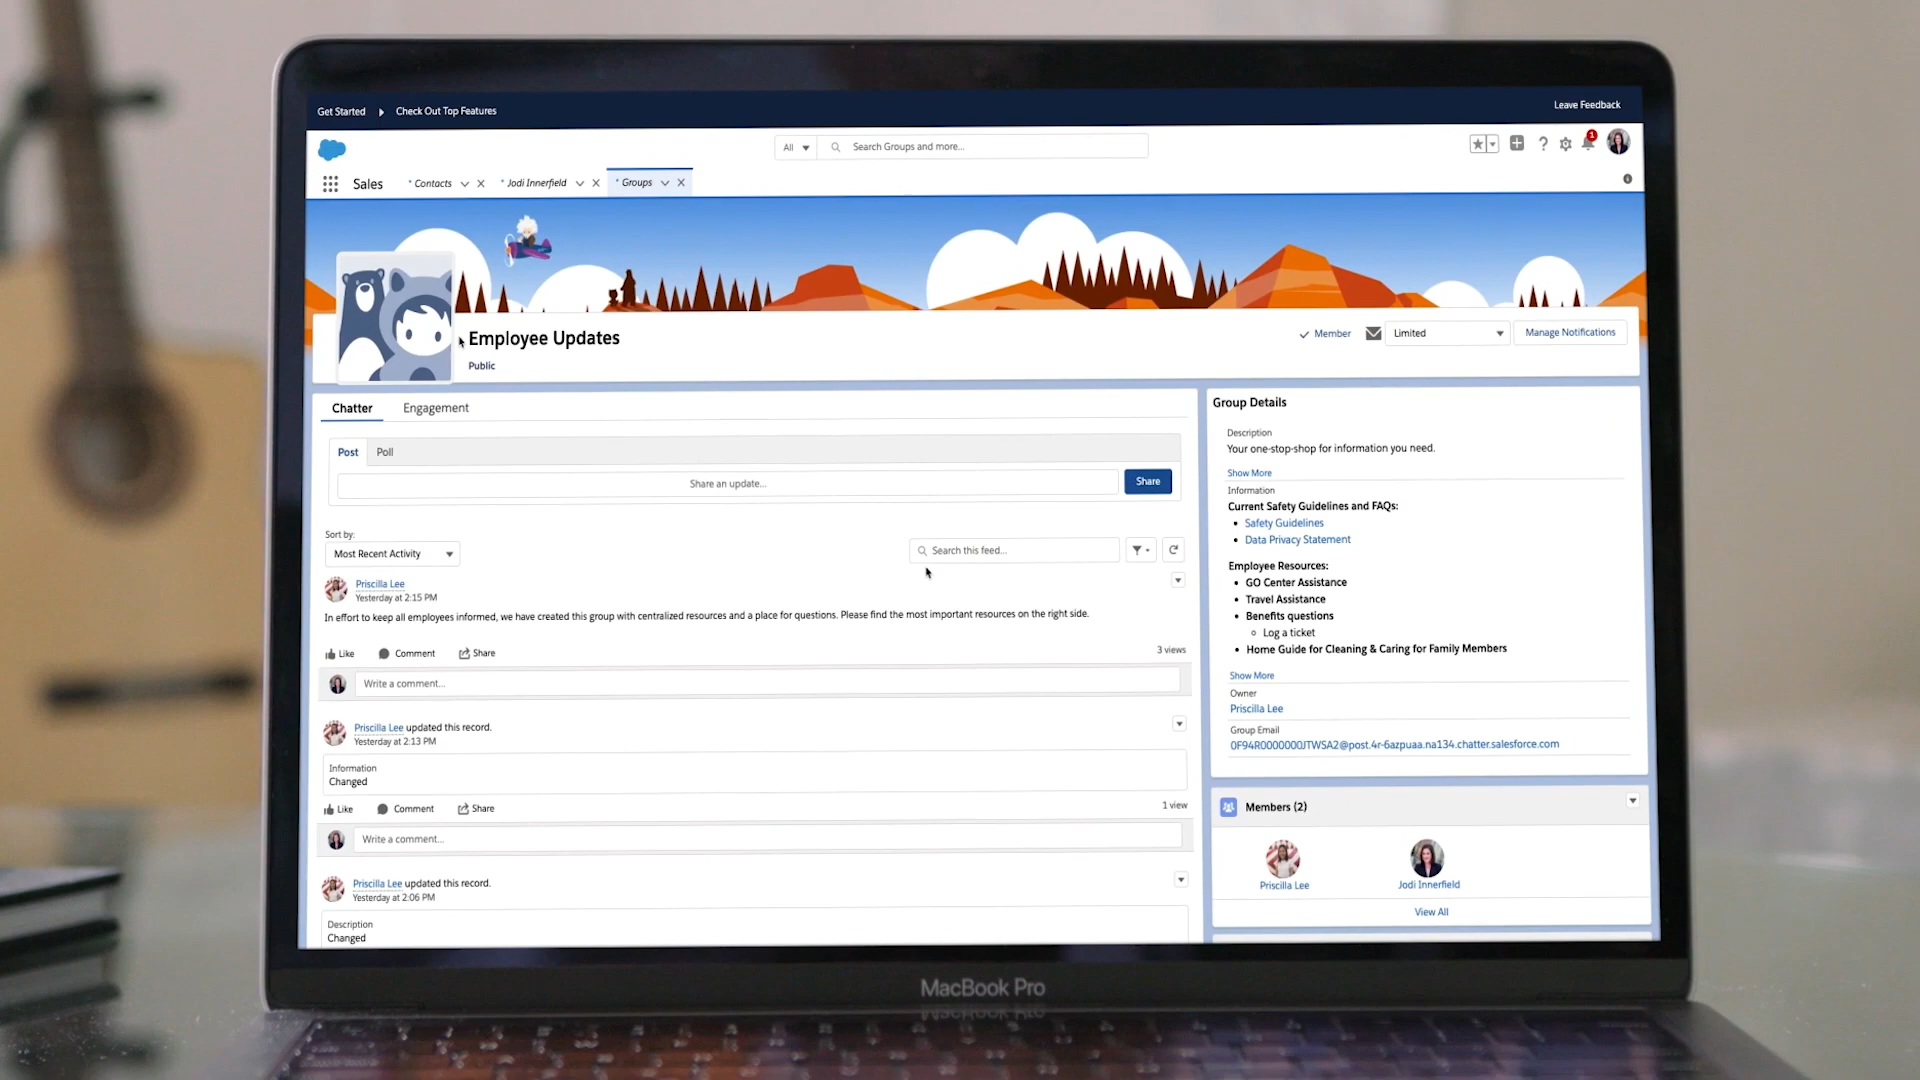 Get Started
Check Out Top Features
Leave Feedback
All
Search Groups and more...
1
Sales
* Contacts
* Jodi Innerfield
* Groups
Employee Updates
Public
Member
Limited
Manage Notifications
Chatter
Engagement
Post
Poll
Share an update...
Share
Sort by:
Most Recent Activity
Search this feed...
Priscilla Lee
Yesterday at 2:15 PM
In effort to keep all employees informed, we have created this group with centralized resources and a place for questions. Please find the most important resources on the right side.
Like
Comment
Share
3 views
Write a comment...
Priscilla Lee updated this record.
Yesterday at 2:13 PM
Information
Changed
Like
Comment
Share
1 view
Write a comment...
Priscilla Lee updated this record.
Yesterday at 2:06 PM
Description
Changed
Group Details
Description
Your one-stop-shop for information you need.
Show More
Information
Current Safety Guidelines and FAQs:
Safety Guidelines
Data Privacy Statement
Employee Resources:
GO Center Assistance
Travel Assistance
Benefits questions
Log a ticket
Home Guide for Cleaning & Caring for Family Members
Show More
Owner
Priscilla Lee
Group Email
0F94R0000000JTWSA2@post.4r-6azpuaa.na134.chatter.salesforce.com
Members (2)
Priscilla Lee
Jodi Innerfield
View All
MacBook Pro